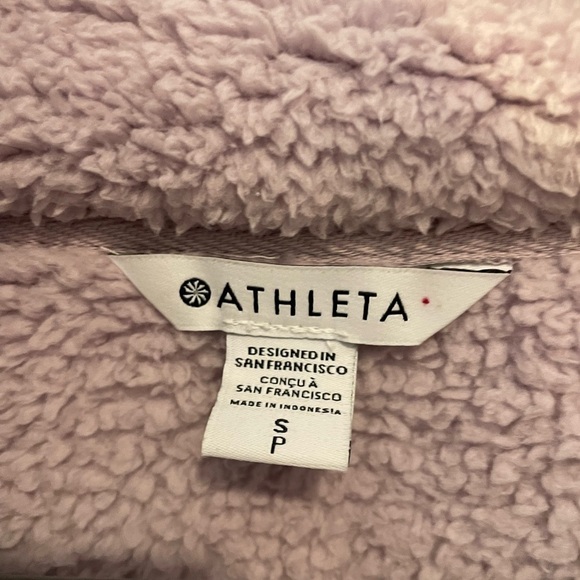 ATHLETA
DESIGNED IN
SAN FRANCISCO
CONÇU À
SAN FRANCISCO
MADE IN INDONESIA
S
P